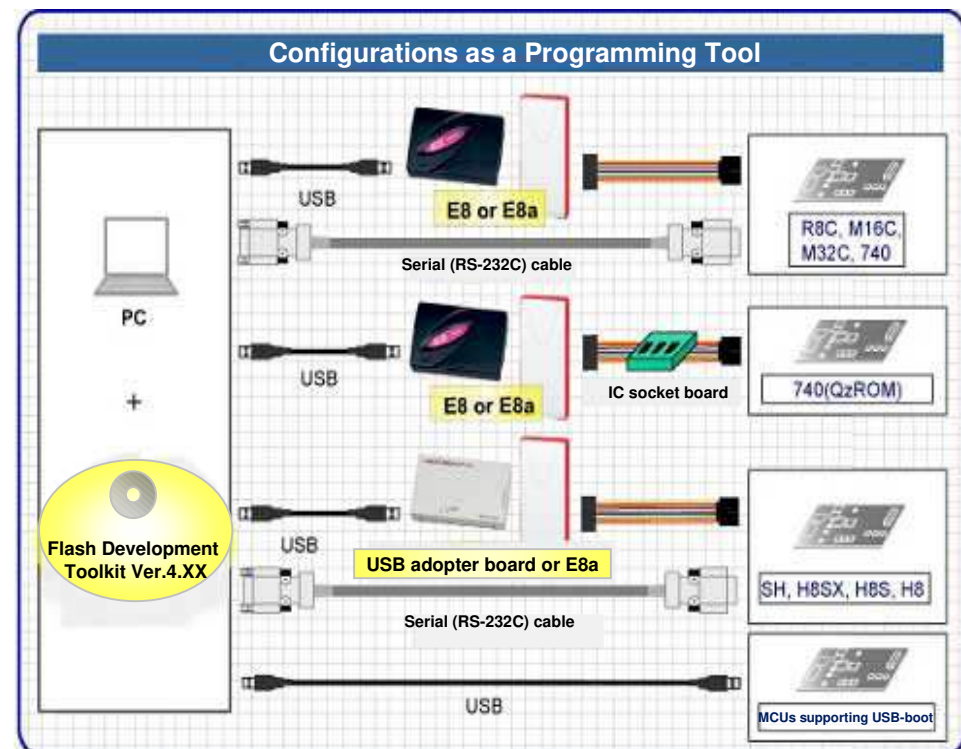 Configurations as a Programming Tool
USB
E8 or E8a
Serial (RS-232C) cable
R8C, M16C,
M32C, 740
PC
+
USB
E8 or E8a
IC socket board
740(QzROM)
Flash Development
Toolkit Ver.4.XX
USB
USB adopter board or E8a
Serial (RS-232C) cable
SH, H8SX, H8S, H8
USB
MCUs supporting USB-boot